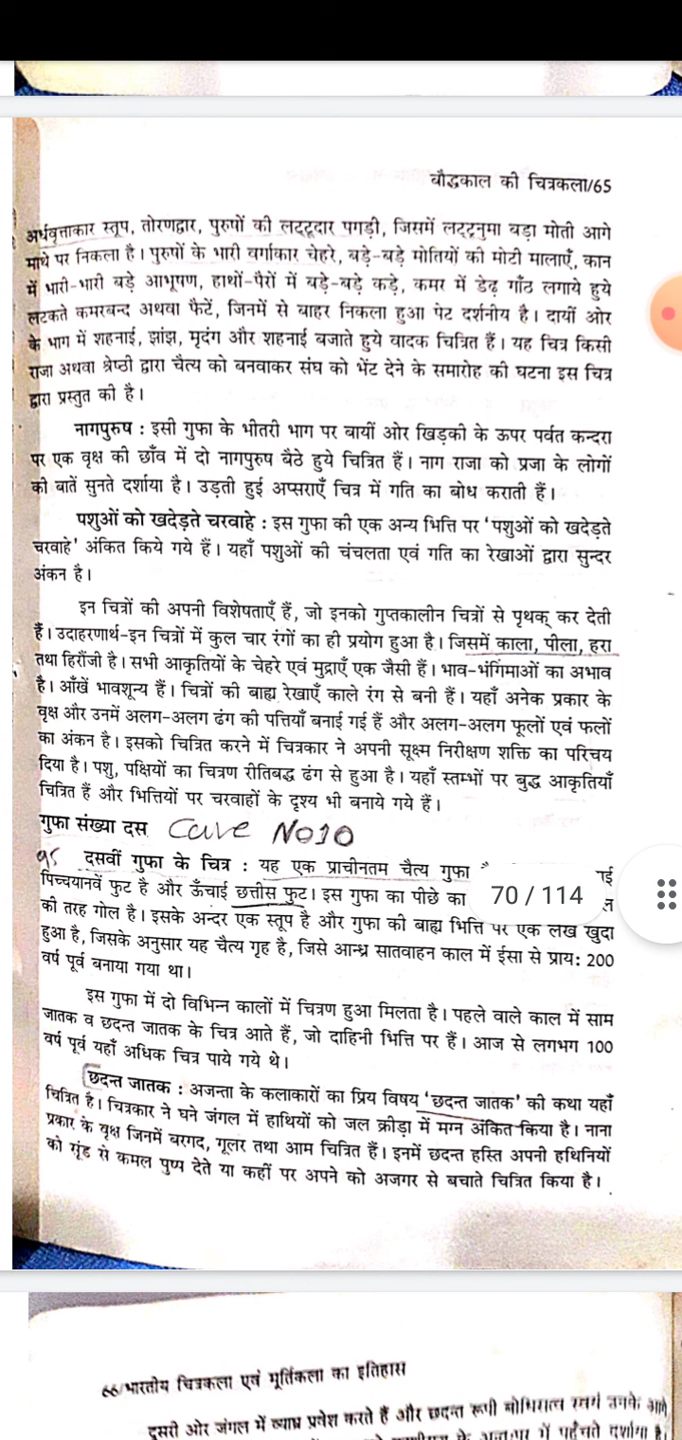 बौद्धकाल की चित्रकला/65
अर्धवृत्ताकार स्तूप, तोरणद्वार, पुरुषों की लट्टूदार पगड़ी, जिसमें लट्टूनुमा बड़ा मोती आगे
माथे पर निकला है। पुरुषों के भारी वर्गाकार चेहरे, बड़े-बड़े मोतियों की मोटी मालाएँ, कान
में भारी-भारी बड़े आभूषण, हाथों-पैरों में बड़े-बड़े कड़े, कमर में डेढ़ गाँठ लगाये हुये
लटकते कमरबन्द अथवा फैटें, जिनमें से बाहर निकला हुआ पेट दर्शनीय है। दायीं ओर
के भाग में शहनाई, झांझ, मृदंग और शहनाई बजाते हुये वादक चित्रित हैं। यह चित्र किसी
राजा अथवा श्रेष्ठी द्वारा चैत्य को बनवाकर संघ को भेंट देने के समारोह की घटना इस चित्र
द्वारा प्रस्तुत की है।
नागपुरुष : इसी गुफा के भीतरी भाग पर बायीं ओर खिड़की के ऊपर पर्वत कन्दरा
पर एक वृक्ष की छाँव में दो नागपुरुष बैठे हुये चित्रित हैं। नाग राजा को प्रजा के लोगों
की बातें सुनते दर्शाया है। उड़ती हुई अप्सराएँ चित्र में गति का बोध कराती हैं।
पशुओं को खदेड़ते चरवाहे : इस गुफा की एक अन्य भित्ति पर 'पशुओं को खदेड़ते
चरवाहे' अंकित किये गये हैं। यहाँ पशुओं की चंचलता एवं गति का रेखाओं द्वारा सुन्दर
अंकन है।
इन चित्रों की अपनी विशेषताएँ हैं, जो इनको गुप्तकालीन चित्रों से पृथक् कर देती
हैं। उदाहरणार्थ-इन चित्रों में कुल चार रंगों का ही प्रयोग हुआ है। जिसमें काला, पीला, हरा
तथा हिरौंजी है। सभी आकृतियों के चेहरे एवं मुद्राएँ एक जैसी हैं। भाव-भंगिमाओं का अभाव
है। आँखें भावशून्य हैं। चित्रों की बाह्य रेखाएँ काले रंग से बनी हैं। यहाँ अनेक प्रकार के
वृक्ष और उनमें अलग-अलग ढंग की पत्तियाँ बनाई गई हैं और अलग-अलग फूलों एवं फलों
का अंकन है। इसको चित्रित करने में चित्रकार ने अपनी सूक्ष्म निरीक्षण शक्ति का परिचय
दिया है। पशु, पक्षियों का चित्रण रीतिबद्ध ढंग से हुआ है। यहाँ स्तम्भों पर बुद्ध आकृतियाँ
चित्रित हैं और भित्तियों पर चरवाहों के दृश्य भी बनाये गये हैं।
गुफा संख्या दस Cave No10
95 दसवीं गुफा के चित्र : यह एक प्राचीनतम चैत्य गुफा
पिच्चयानवें फुट है और ऊँचाई छत्तीस फुट। इस गुफा का पीछे का
70 / 114
की तरह गोल है। इसके अन्दर एक स्तूप है और गुफा की बाह्य भित्ति पर एक लेख खुदा
हुआ है, जिसके अनुसार यह चैत्य गृह है, जिसे आन्ध्र सातवाहन काल में ईसा से प्राय: 200
वर्ष पूर्व बनाया गया था।
इस गुफा में दो विभिन्न कालों में चित्रण हुआ मिलता है। पहले वाले काल में साम
जातक व छदन्त जातक के चित्र आते हैं, जो दाहिनी भित्ति पर हैं। आज से लगभग 100
वर्ष पूर्व यहाँ अधिक चित्र पाये गये थे।
छदन्त जातक : अजन्ता के कलाकारों का प्रिय विषय 'छदन्त जातक' की कथा यहाँ
चित्रित है। चित्रकार ने घने जंगल में हाथियों को जल क्रीड़ा में मग्न अंकित किया है। नाना
प्रकार के वृक्ष जिनमें बरगद, गूलर तथा आम चित्रित हैं। इनमें छदन्त हस्ति अपनी हथिनियों
को सूंड से कमल पुष्प देते या कहीं पर अपने को अजगर से बचाते चित्रित किया है।
66/भारतीय चित्रकला एवं मूर्तिकला का इतिहास
दूसरी ओर जंगल में व्याध प्रवेश करते हैं और छदन्त रूपी बोधिसत्व स्वयं उनके आगे